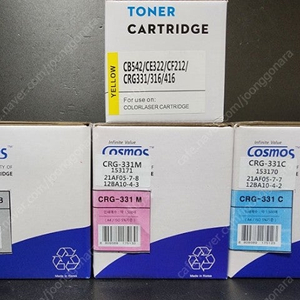 TONER
CARTRIDGE
YELLOW
CB542/CE322/CF212/
CRG331/316/416
For use on:
COLORLASER CARTRIDGE
Infinite Value
COSMOS
CRG-331M
153171
21AF05-7-8
12BA10-4-3
CRG-331 M
Infinite Value
COSMOS
CRG-331C
153170
21AF05-7-7
12BA10-4-2
CRG-331 C